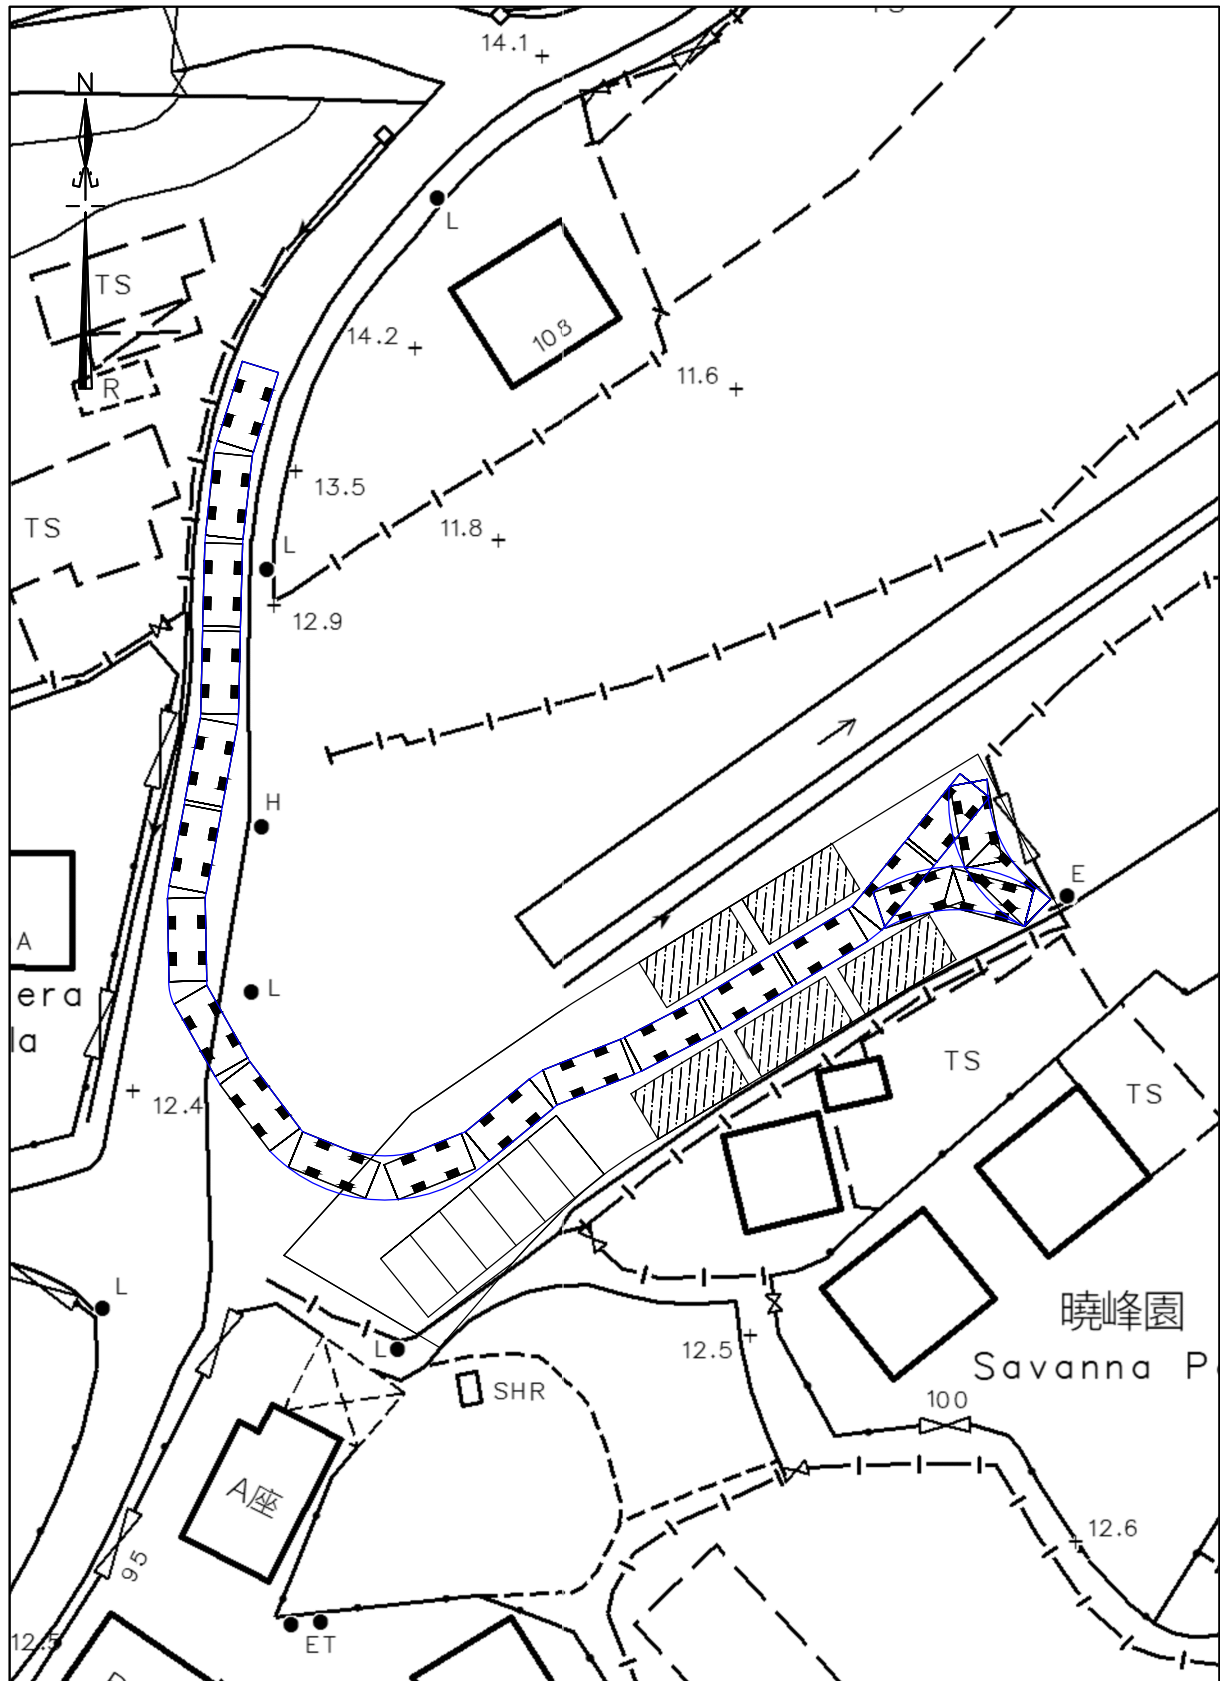 14.1
N
L
TS
14.2
108
R
11.6
13.5
TS
11.8
L
12.9
H
E
A
era
L
la
12.4
TS
TS
L
曉峰園
12.5
L
Savanna P
SHR
100
A座
12.6
95
ET
12.5